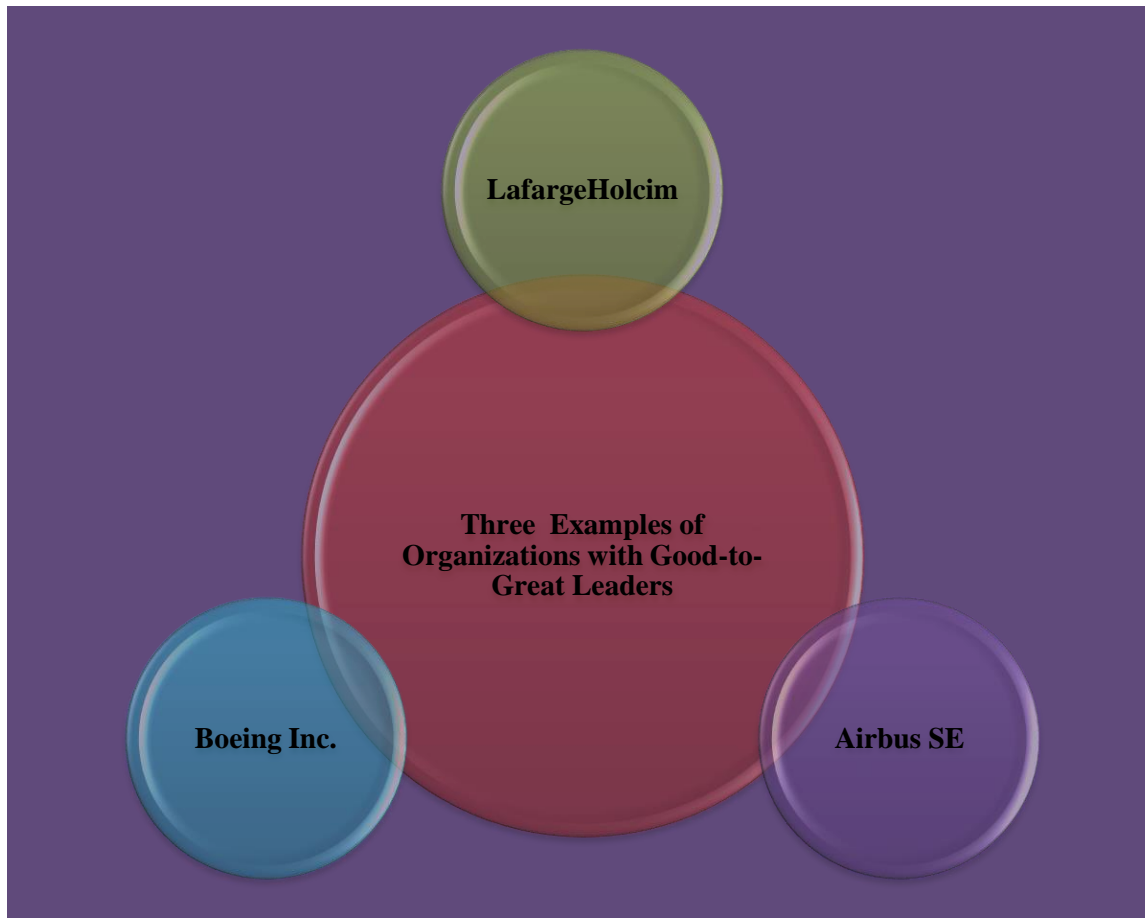 LafargeHolcim
Three Examples of
Organizations with Good-to-
Great Leaders
Boeing Inc.
Airbus SE